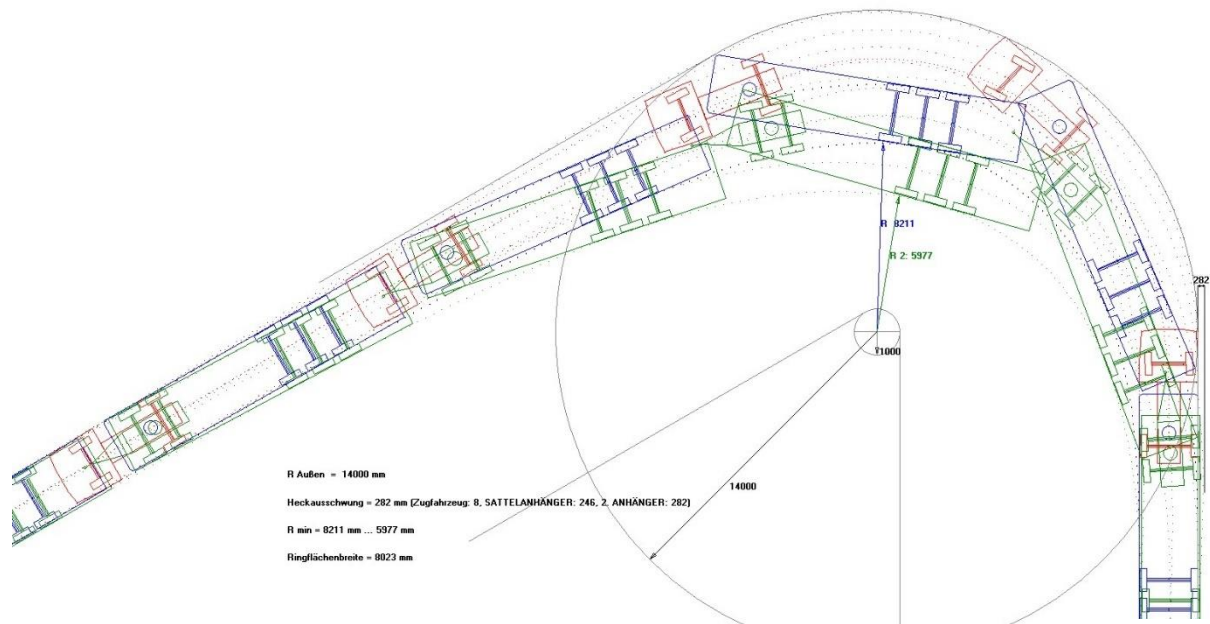 282
R 8211
R 2: 5977
1000
14000
R Außen = 14000 mm
Heckausschwung = 282 mm (Zugfahrzeug: 8, SATTELANHÄNGER: 246, 2. ANHÄNGER: 282)
R min = 8211 mm ... 5977 mm
Ringflächenbreite = 8023 mm